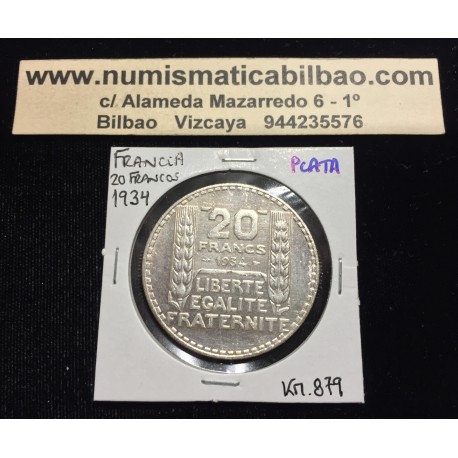 www.numismaticabilbao.com
c/ Alameda Mazarredo 6 - 1º
Bilbao Vizcaya 944235576
FRANCIA
20 FRANCOS
1934
PLATA
20
FRANCS
1934
LIBERTE
EGALITE
FRATERNITE
KM.879